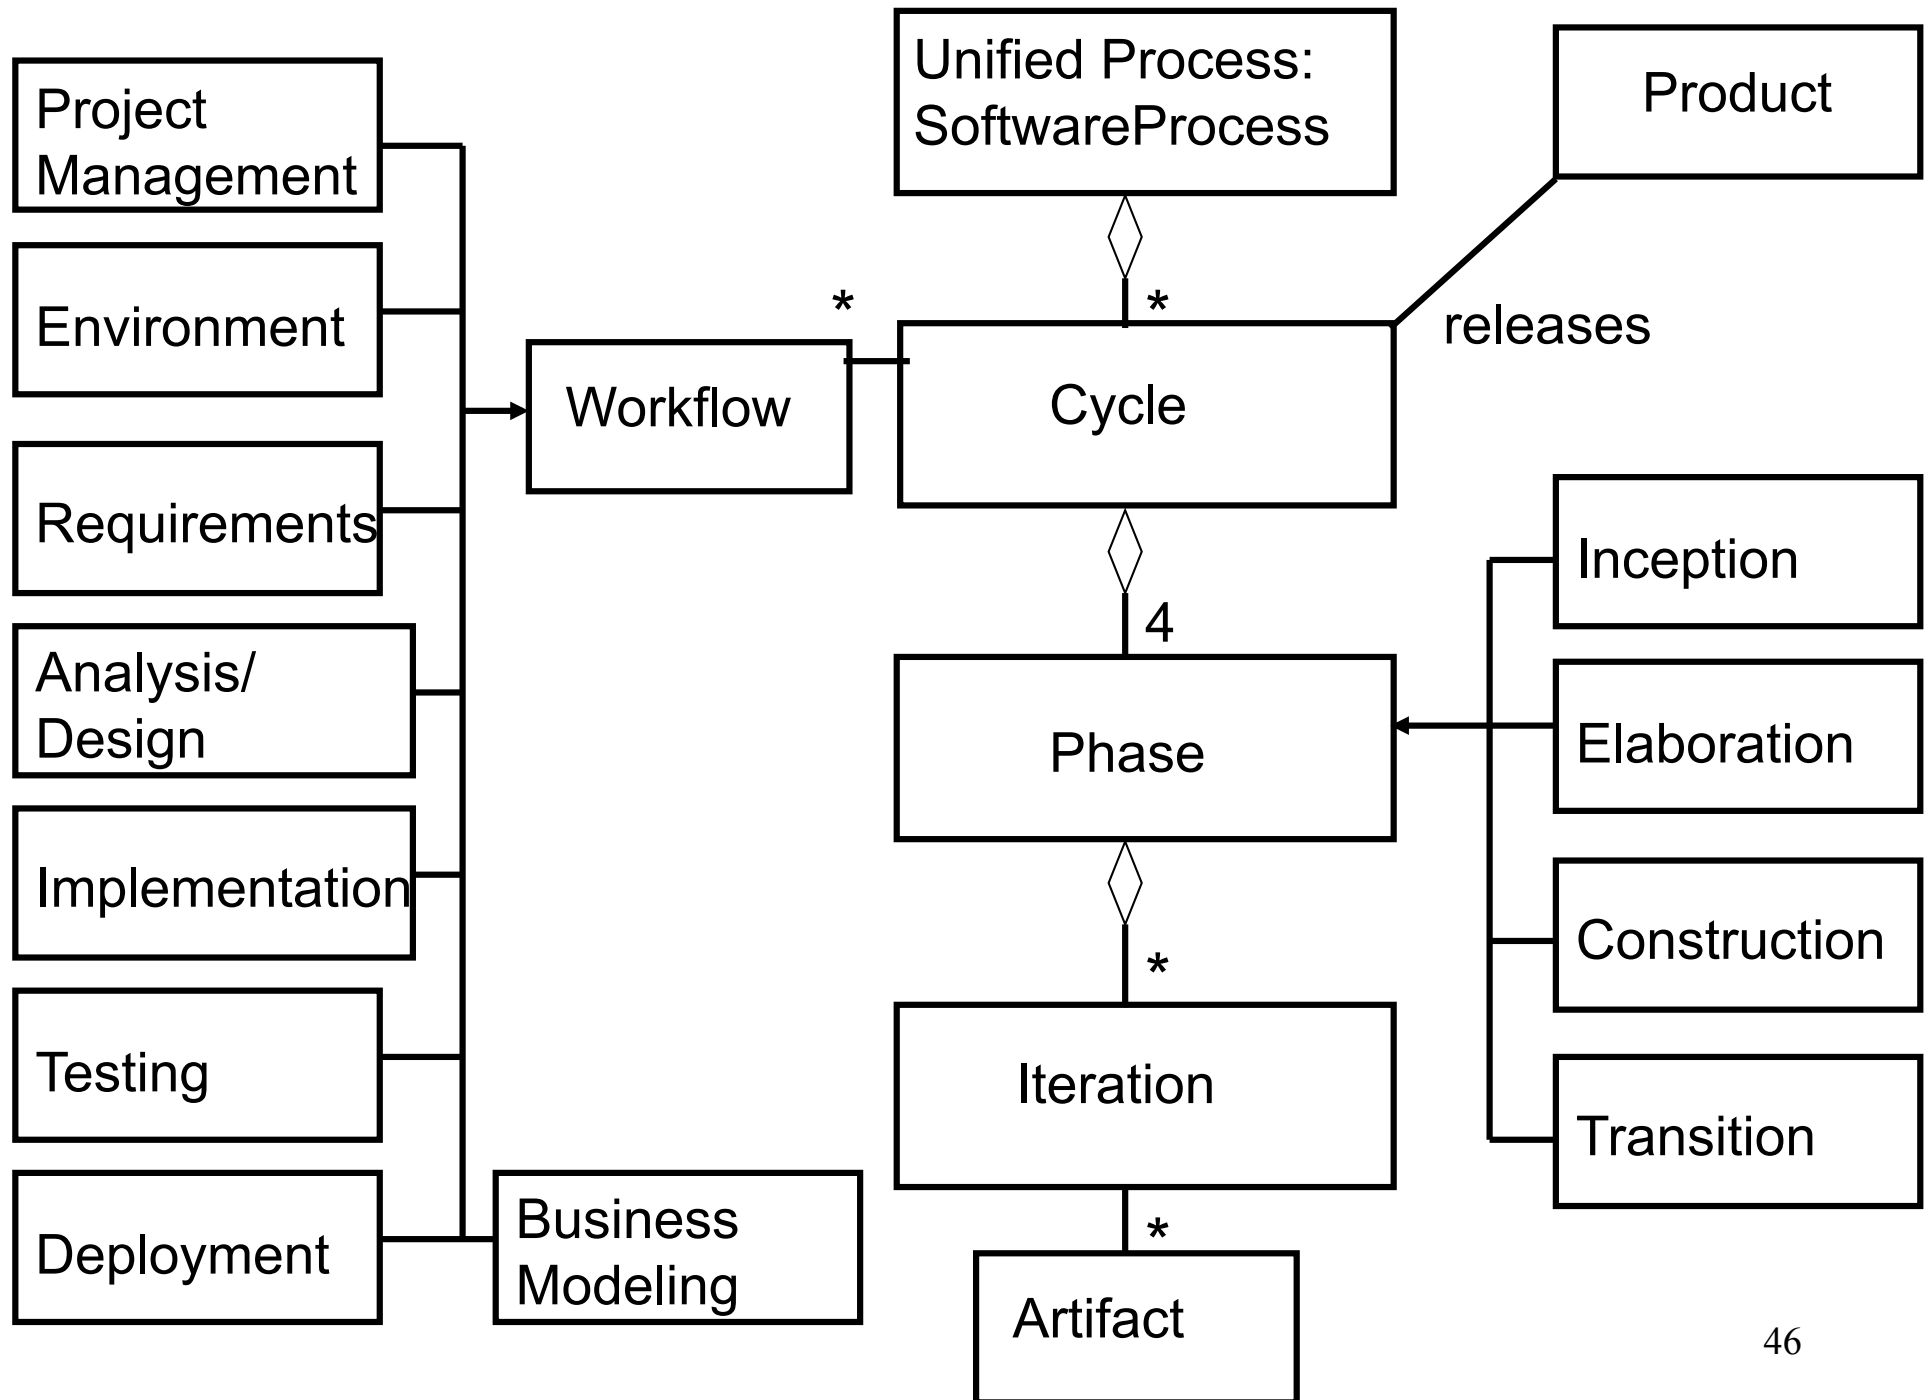 Unified Process:
SoftwareProcess
Product
Project
Management
Environment
*
*
releases
Workflow
Cycle
Requirements
Inception
4
Analysis/
Design
Phase
Elaboration
Implementation
Construction
*
Testing
Iteration
Transition
Deployment
Business
Modeling
*
Artifact
46